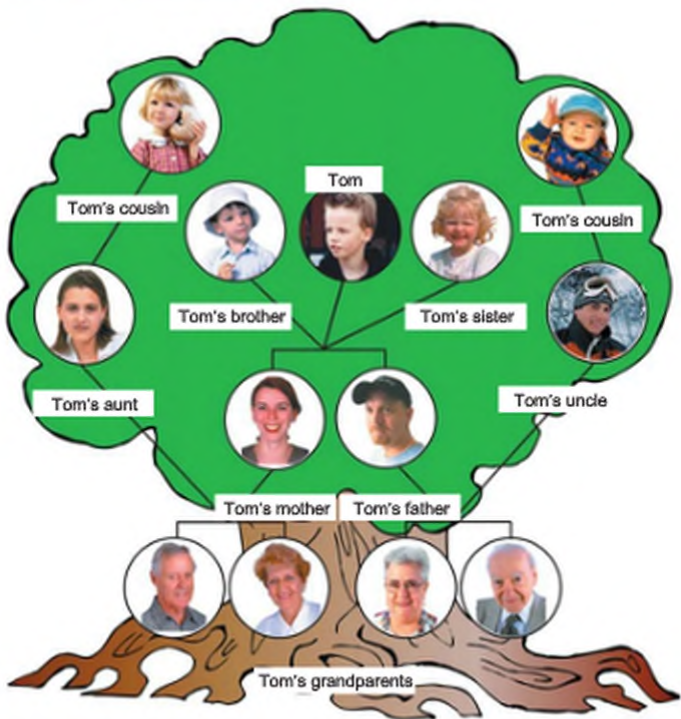 Tom
Tom's cousin
Tom's cousin
Tom's brother
Tom's sister
Tom's aunt
Tom's uncle
Tom's mother
Tom's father
Tom's grandparents